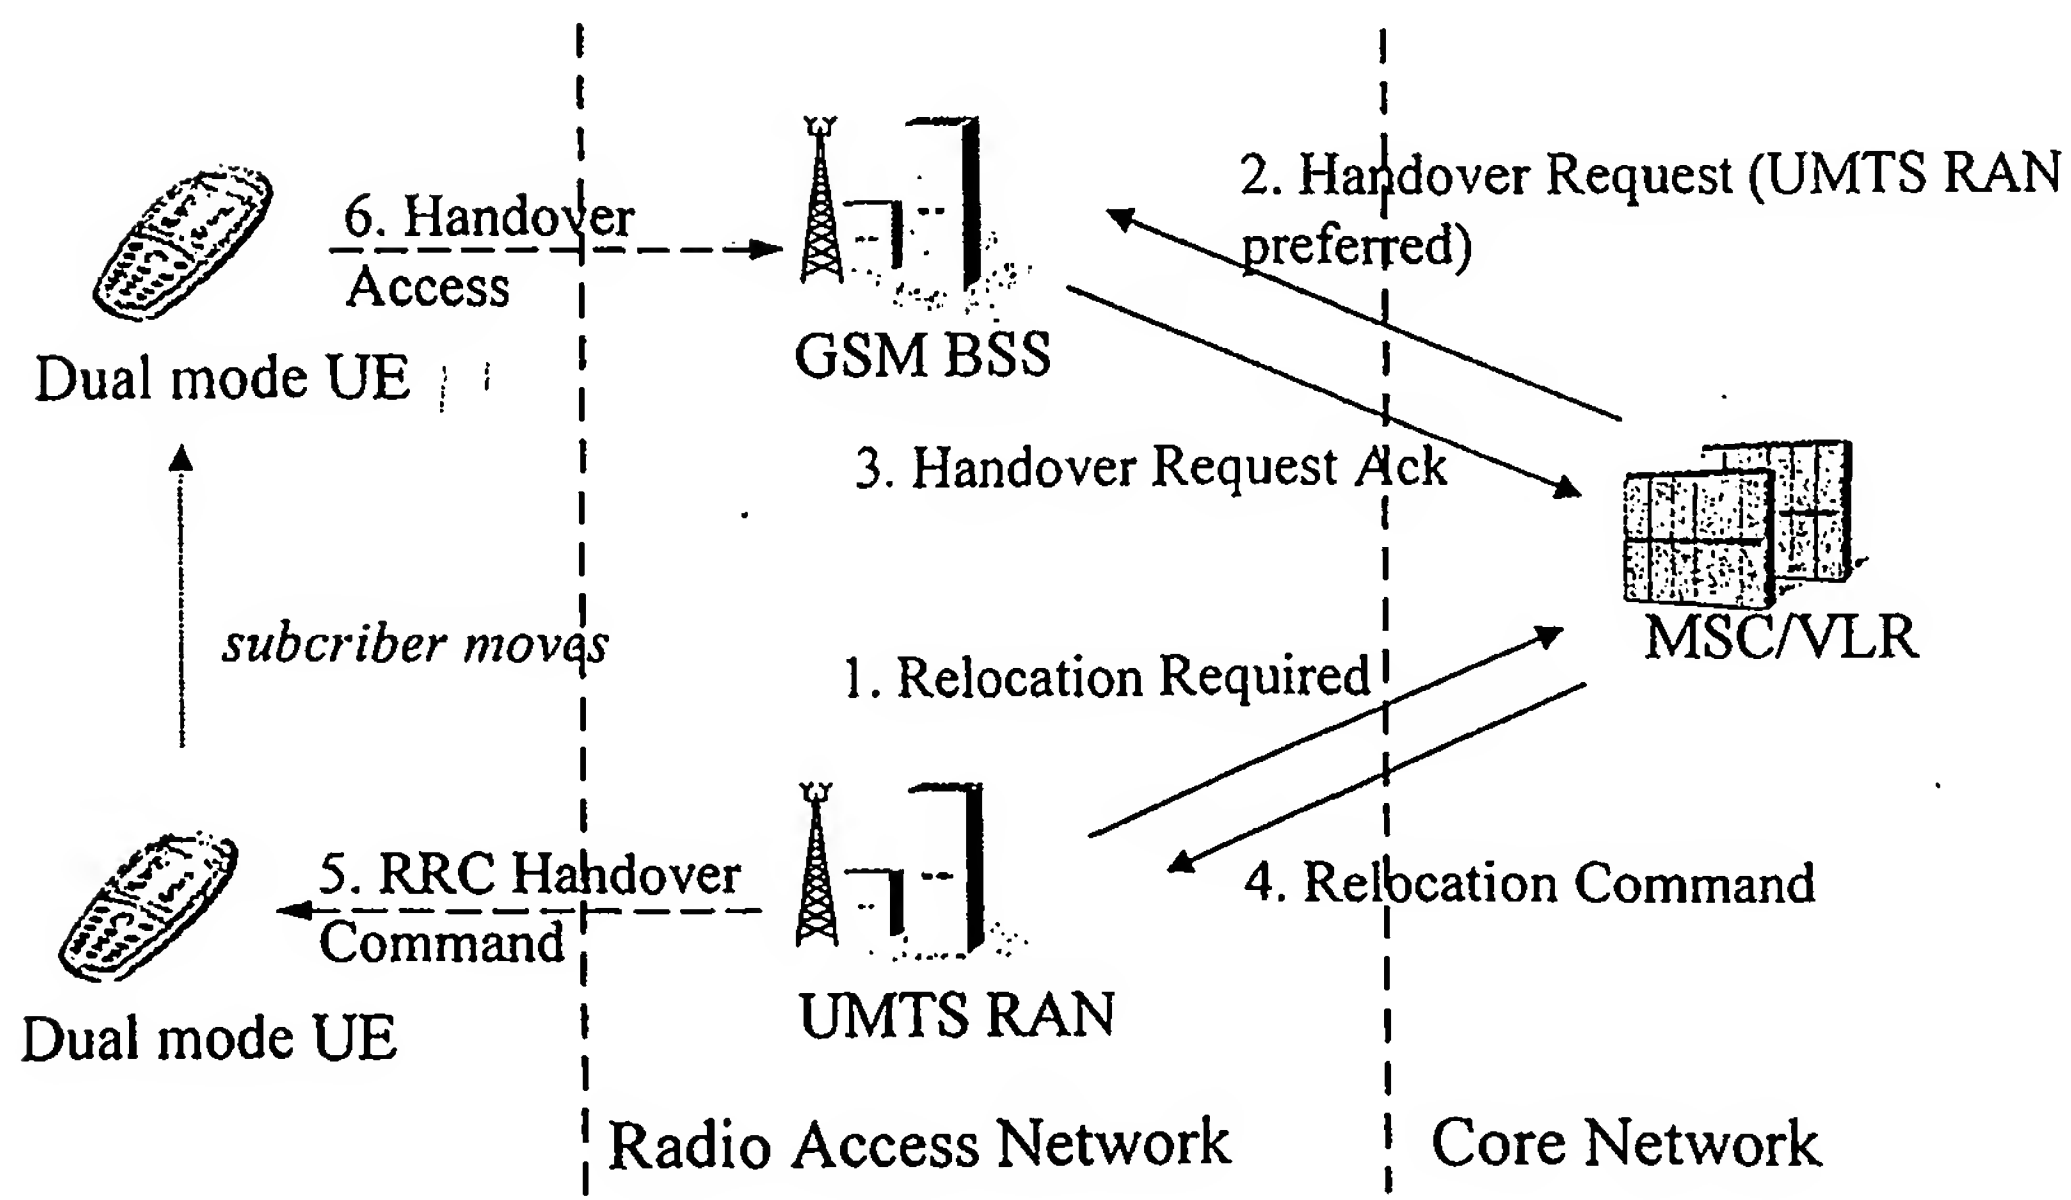 2. Handover Request (UMTS RAN
preferred)
6. Handover
Access
GSM BSS
Dual mode UE
3. Handover Request Ack
MSC/VLR
subcriber moves
1. Relocation Required
5. RRC Handover
Command
4. Relocation Command
UMTS RAN
Dual mode UE
Radio Access Network
Core Network